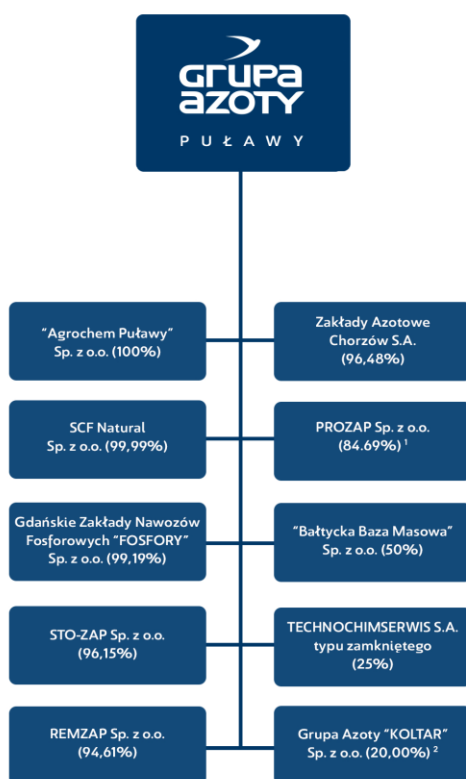 GRUPA
AZOTY
PUŁAWY
"Agrochem Puławy"
Sp. z o.o. (100%)
Zakłady Azotowe
Chorzów S.A.
(96,48%)
SCF Natural
Sp. z o.o. (99,99%)
PROZAP Sp. z o.o.
(84.69%) ¹
Gdańskie Zakłady Nawozów
Fosforowych "FOSFORY"
Sp. z o.o. (99,19%)
"Bałtycka Baza Masowa"
Sp. z o.o. (50%)
STO-ZAP Sp. z o.o.
(96,15%)
TECHNOCHIMSERWIS S.A.
typu zamkniętego
(25%)
REMZAP Sp. z o.o.
(94,61%)
Grupa Azoty "KOLTAR"
Sp. z o.o. (20,00%) ²